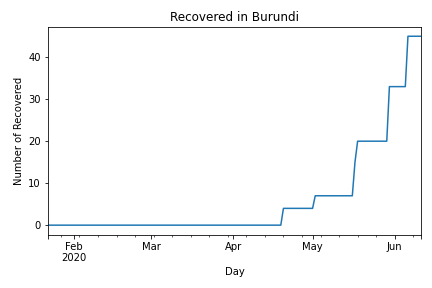 Recovered in Burundi
Number of Recovered
40
30
20
10
0
Feb
2020
Mar
Apr
May
Jun
Day